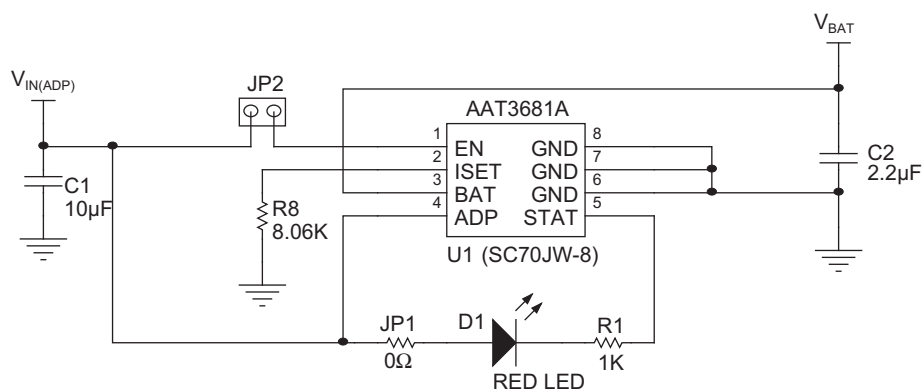 V_BAT
V_IN(ADP)
JP2
AAT3681A
1 EN GND 8
2 ISET GND 7
3 BAT GND 6
4 ADP STAT 5
C1
10µF
R8
8.06K
C2
2.2µF
U1 (SC70JW-8)
JP1
0Ω
D1
RED LED
R1
1K